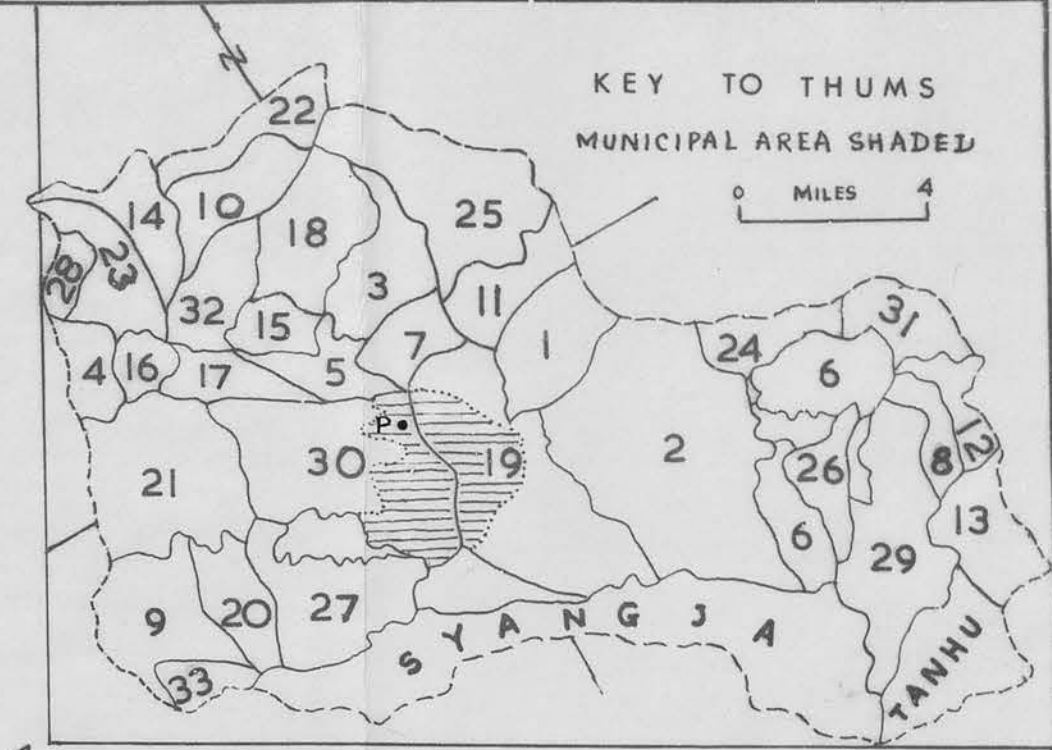 KEY TO THUMS
MUNICIPAL AREA SHADED
0 MILES 4
N
22
14 10 18 25
28 23 32 15 3 11
4 16 17 5 7 1 24 6 31
P
21 30 19 2 26 8 12
6 29 13
9 20 27
33
SYANGJA
TANHU